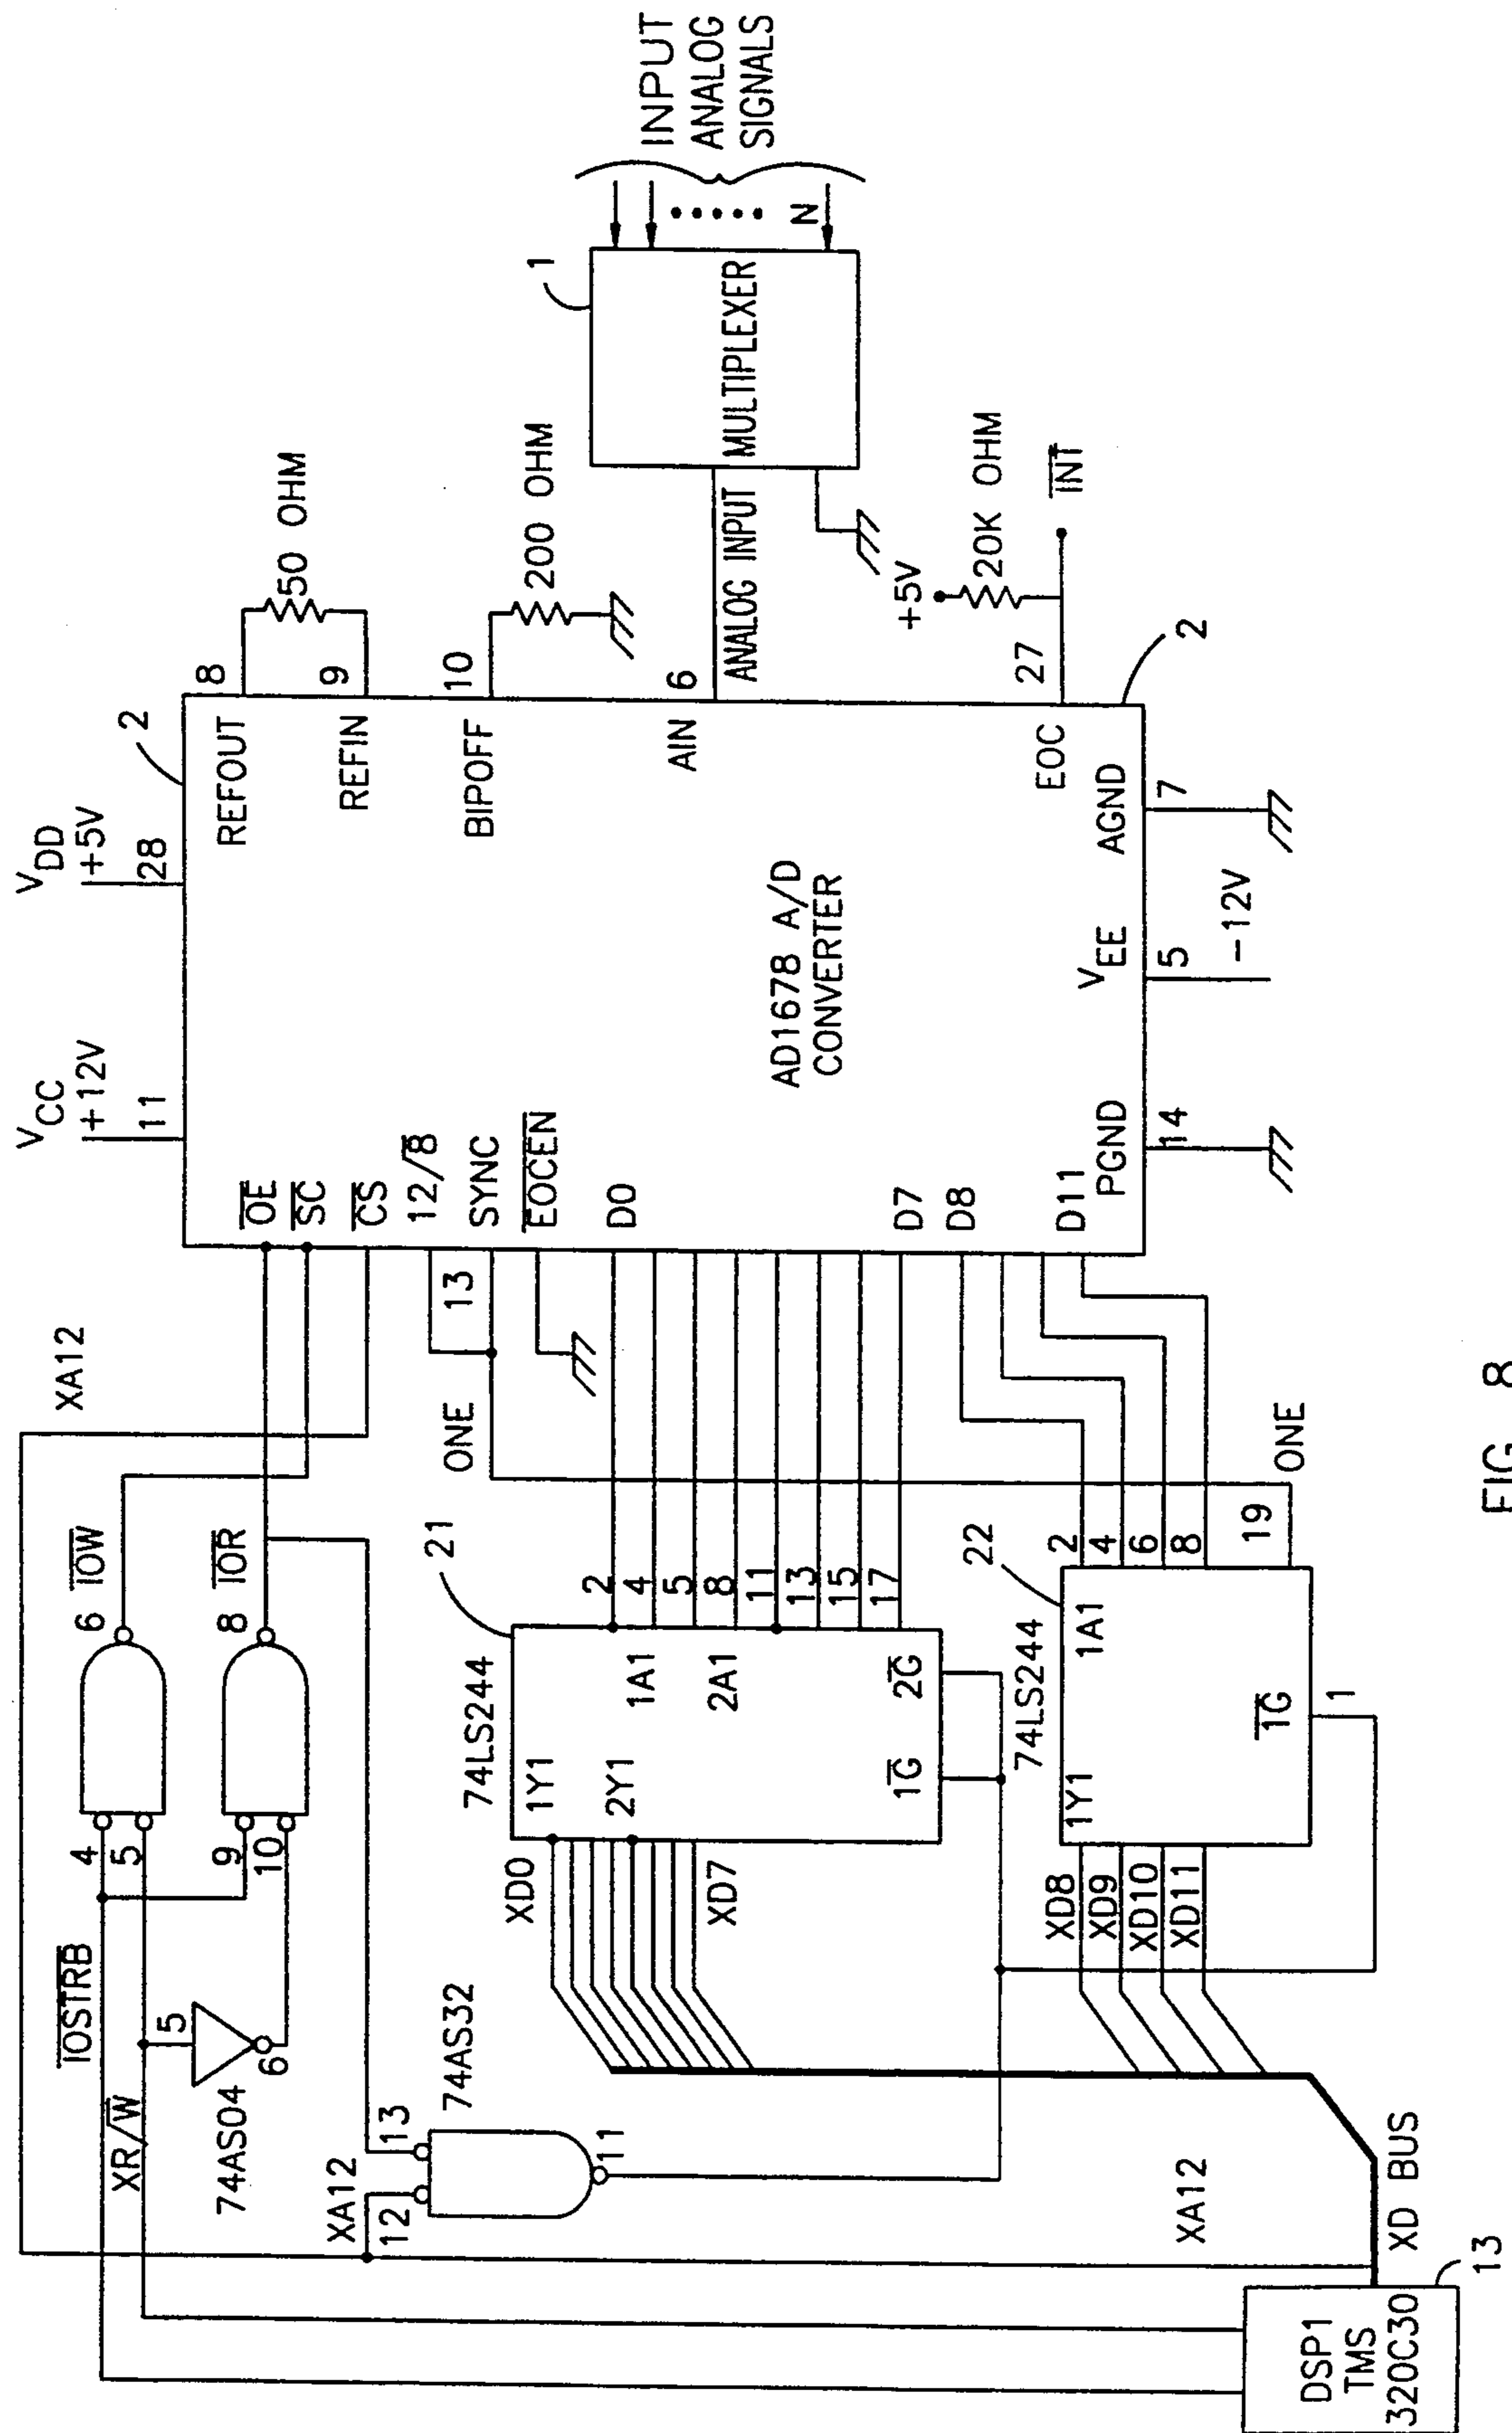 V CC
+12V
11
V DD
+5V
28
2
REFOUT
8
50 OHM
REFIN
9
BIPOFF
10
200 OHM
AIN
6
ANALOG INPUT
1
MULTIPLEXER
N
INPUT
ANALOG
SIGNALS
+5V
20K OHM
EOC
27
INT
2
AD1678 A/D
CONVERTER
AGND
7
V EE
5
-12V
PGND
14
OE
SC
CS
12/8
SYNC
EOCEN
D0
D7
D8
D11
13
XA12
ONE
IOW
6
IOR
8
4
5
9
10
IOSTRB
XR/W
5
6
74AS04
74AS32
XA12
12
13
11
21
74LS244
1Y1
1A1
2Y1
2A1
1G
2G
2
4
5
8
11
13
15
17
XD0
XD7
22
74LS244
1Y1
1A1
1G
1
2
4
6
8
19
ONE
XD8
XD9
XD10
XD11
XA12
XD BUS
DSP1
TMS
320C30
13
FIG. 8